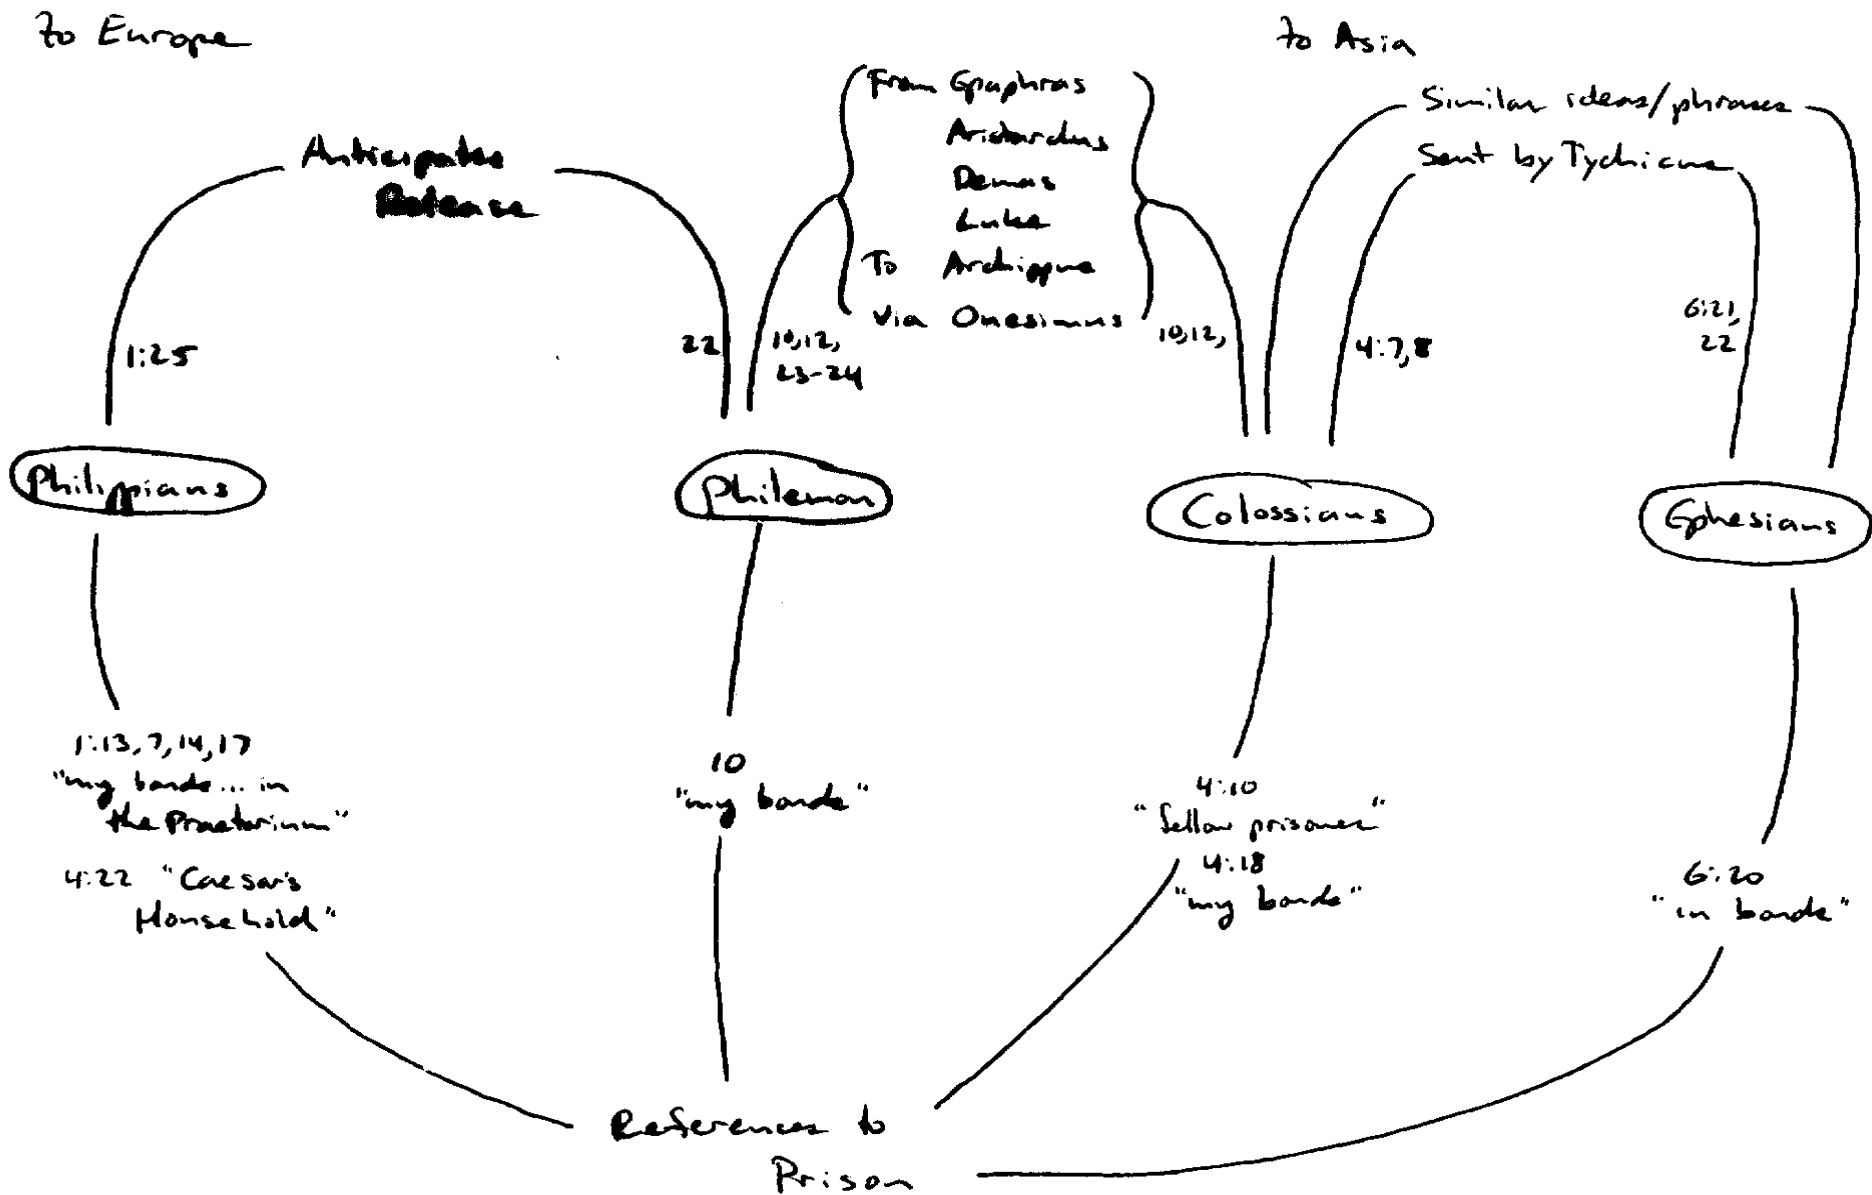 to Europe
to Asia
From Epaphras
Aristarchus
Demas
Luke
To Archippus
Via Onesimus
Similar ideas/phrases
Sent by Tychicus
Anticipates
Release
1:25
22
10,12,
23-24
10,12,
4:7,8
6:21,
22
Philippians
Philemon
Colossians
Ephesians
1:13,7,14,17
"my bonds... in
the Praetorium"
4:22 "Caesar's
Household"
10
"my bonds"
4:10
"fellow prisoner"
4:18
"my bonds"
6:20
"in bonds"
References to
Prison